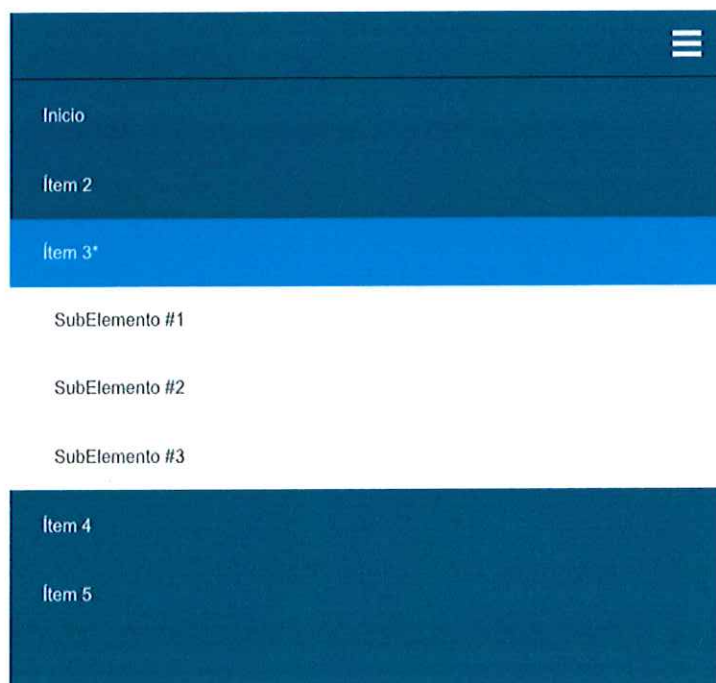 Inicio
Ítem 2
Ítem 3*
SubElemento #1
SubElemento #2
SubElemento #3
Ítem 4
Ítem 5